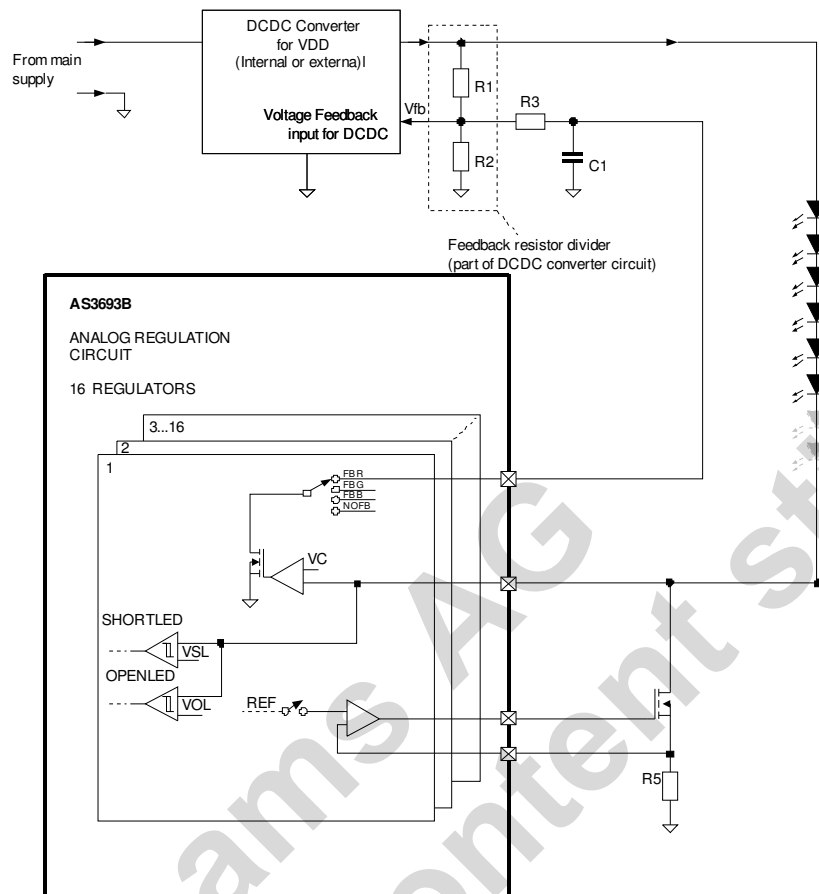 DCDC Converter
for VDD
(Internal or externa)l
From main
supply
Voltage Feedback
input for DCDC
Vfb
R1
R2
R3
C1
Feedback resistor divider
(part of DCDC converter circuit)
AS3693B
ANALOG REGULATION
CIRCUIT
16 REGULATORS
3...16
2
1
FBR
FBG
FBB
NOFB
VC
SHORTLED
VSL
OPENLED
VOL
REF
R5
ams AG